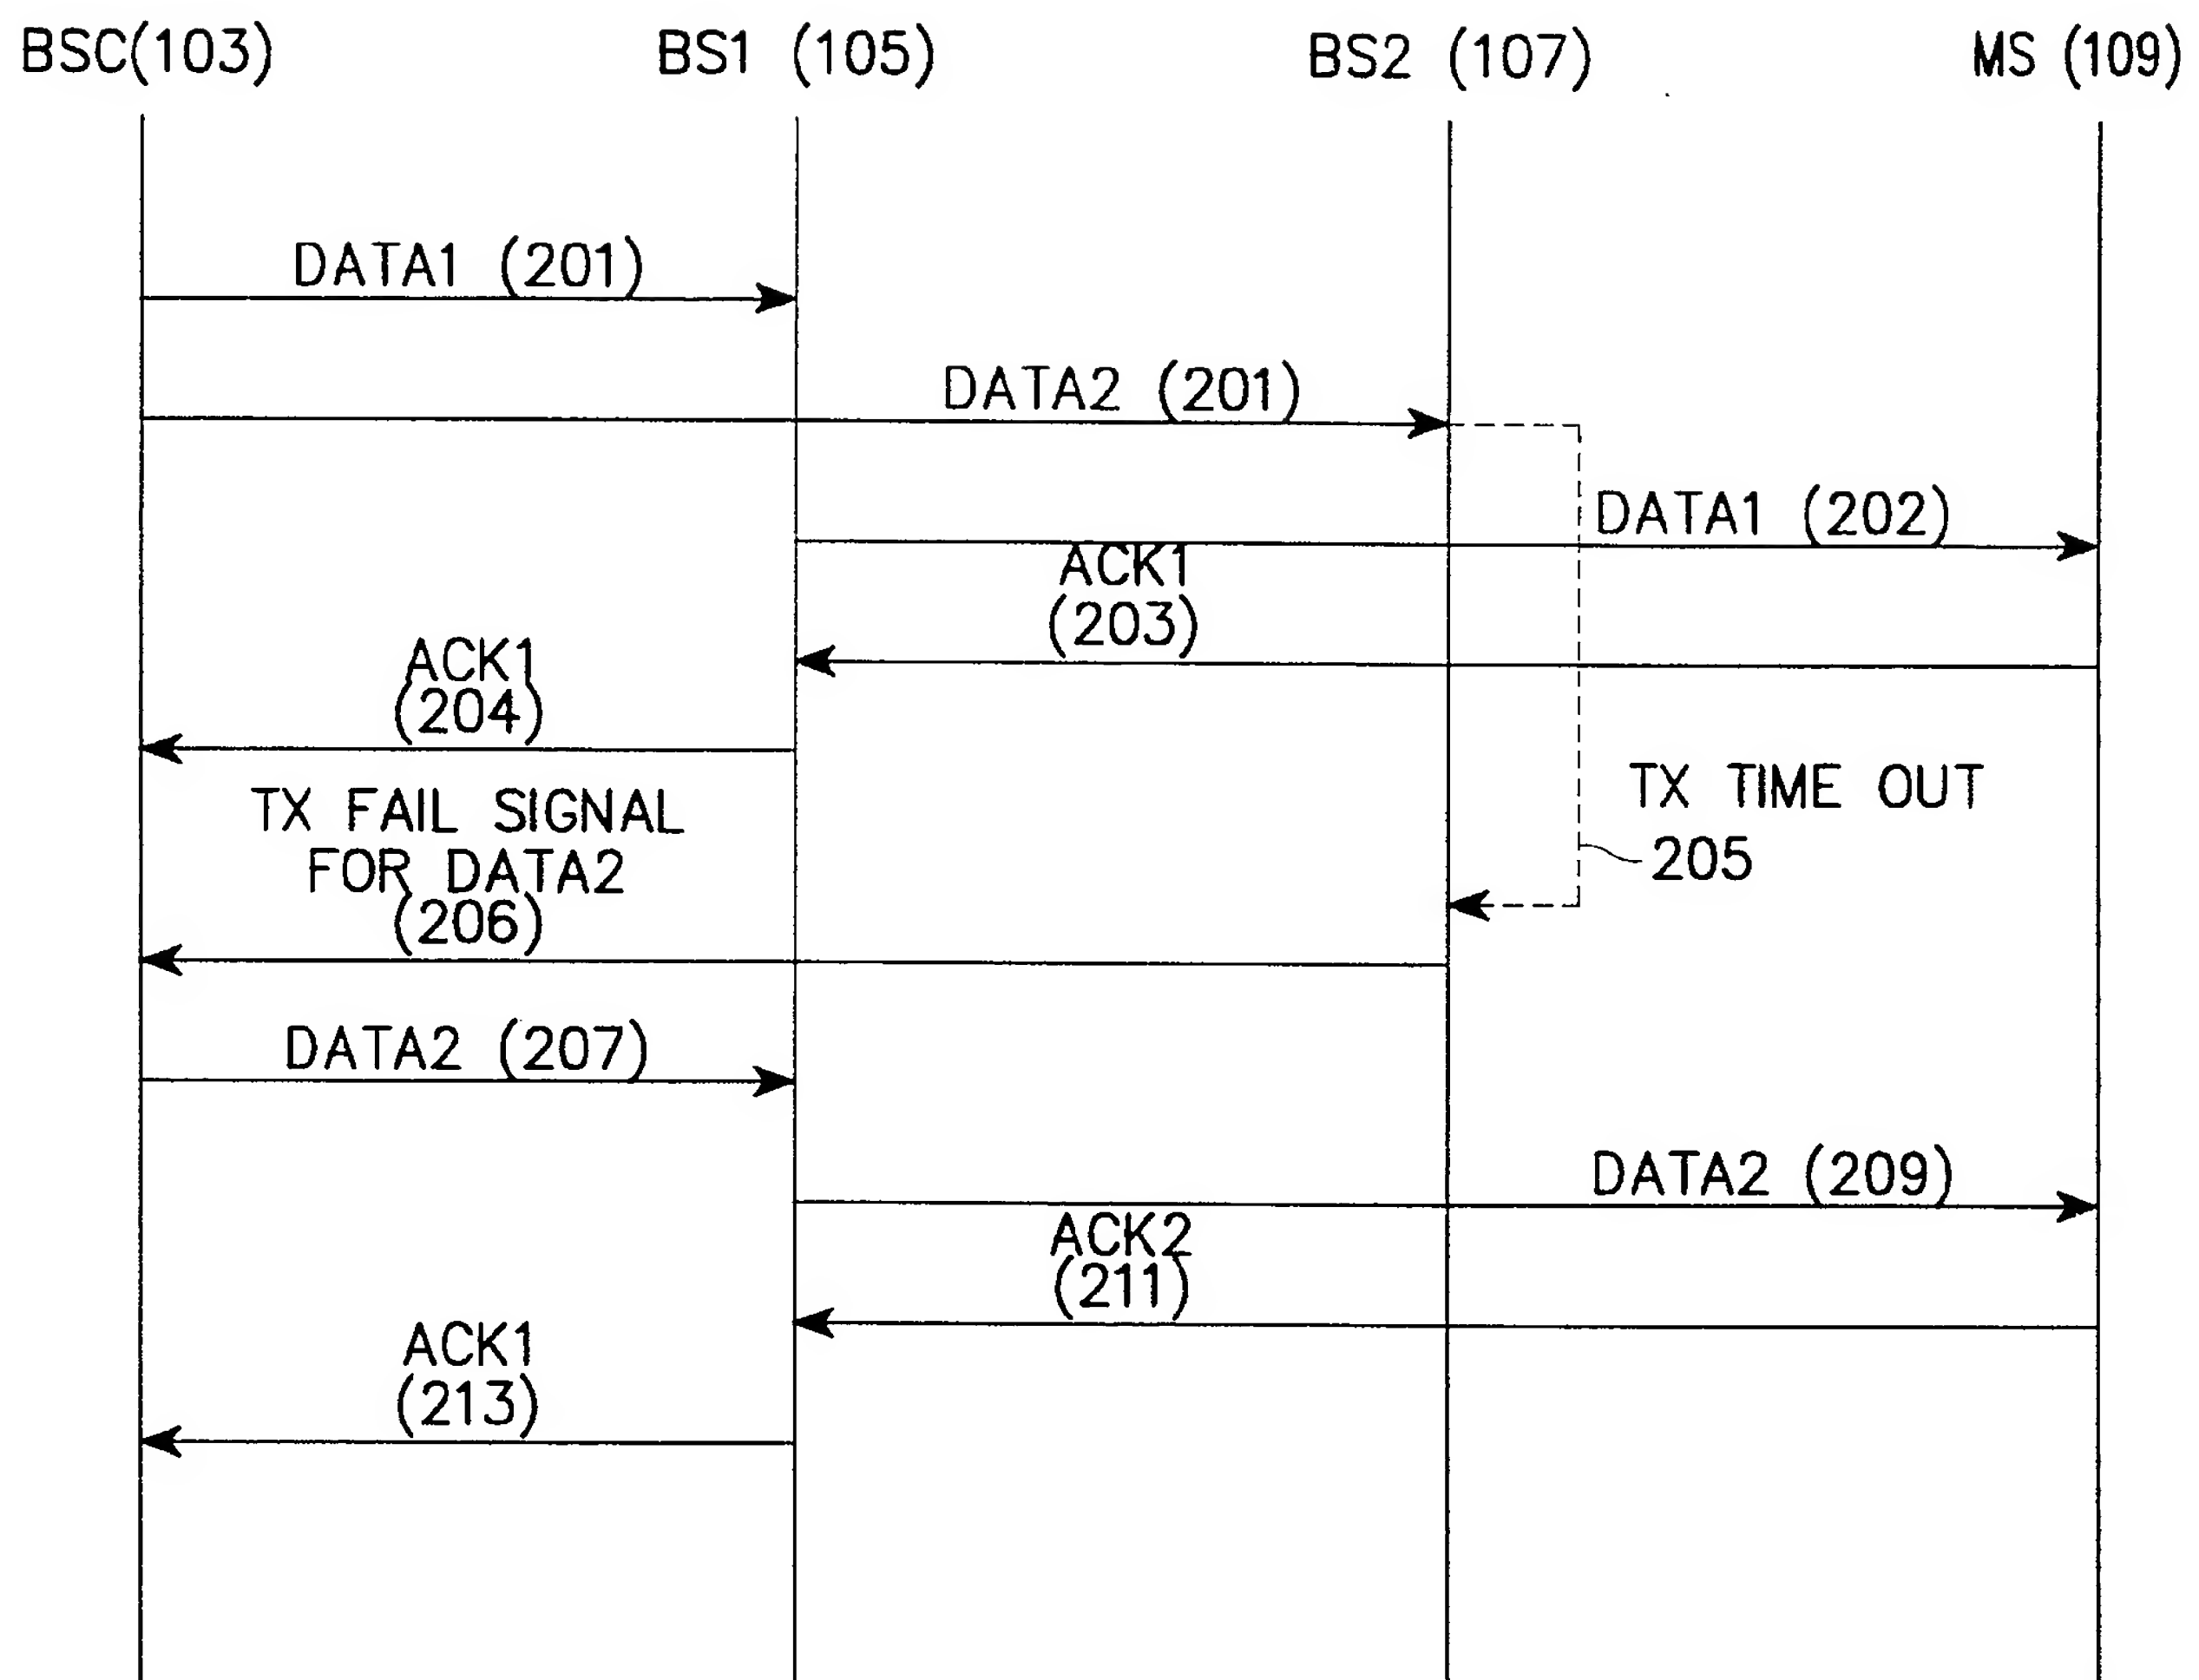 BSC(103)
BS1 (105)
BS2 (107)
MS (109)
DATA1 (201)
DATA2 (201)
DATA1 (202)
ACK1
(203)
ACK1
(204)
TX TIME OUT
205
TX FAIL SIGNAL
FOR DATA2
(206)
DATA2 (207)
DATA2 (209)
ACK2
(211)
ACK1
(213)